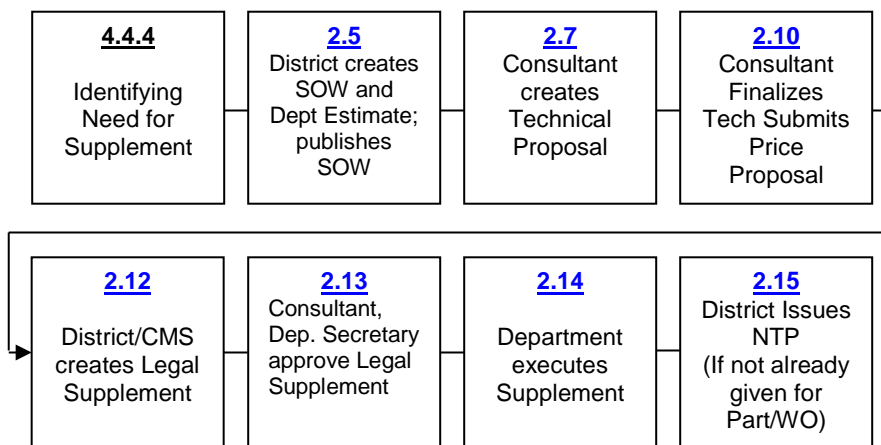 4.4.4
Identifying
Need for
Supplement
2.5
District creates
SOW and
Dept Estimate;
publishes
SOW
2.7
Consultant
creates
Technical
Proposal
2.10
Consultant
Finalizes
Tech Submits
Price
Proposal
2.12
District/CMS
creates Legal
Supplement
2.13
Consultant,
Dep. Secretary
approve Legal
Supplement
2.14
Department
executes
Supplement
2.15
District Issues
NTP
(If not already
given for
Part/WO)